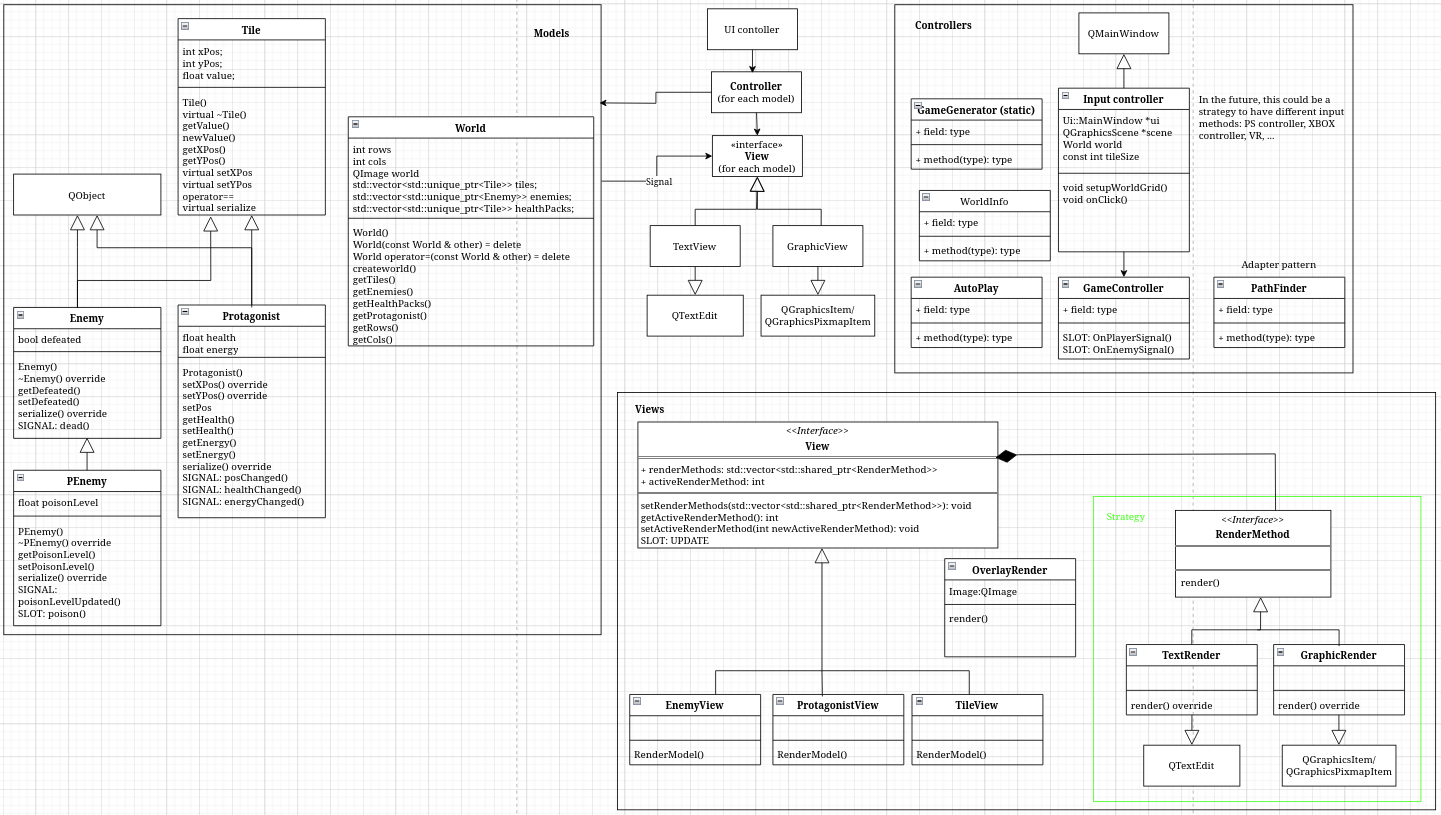 Models
Tile
int xPos;
int yPos;
float value;
Tile()
virtual ~Tile()
getValue()
newValue()
getXPos()
getYPos()
virtual setXPos
virtual setYPos
operator==
virtual serialize
QObject
World
int rows
int cols
QImage world
std::vector<std::unique_ptr<Tile>> tiles;
std::vector<std::unique_ptr<Enemy>> enemies;
std::vector<std::unique_ptr<Tile>> healthPacks;
World()
World(const World & other) = delete
World operator=(const World & other) = delete
createworld()
getTiles()
getEnemies()
getHealthPacks()
getProtagonist()
getRows()
getCols()
Enemy
bool defeated
Enemy()
~Enemy() override
getDefeated()
setDefeated()
serialize() override
SIGNAL: dead()
Protagonist
float health
float energy
Protagonist()
setXPos() override
setYPos() override
setPos
getHealth()
setHealth()
getEnergy()
setEnergy()
serialize() override
SIGNAL: posChanged()
SIGNAL: healthChanged()
SIGNAL: energyChanged()
PEnemy
float poisonLevel
PEnemy()
~PEnemy() override
getPoisonLevel()
setPoisonLevel()
serialize() override
SIGNAL:
poisonLevelUpdated()
SLOT: poison()
UI contoller
Controller
(for each model)
«interface»
View
(for each model)
Signal
TextView
GraphicView
QTextEdit
QGraphicsItem/
QGraphicsPixmapItem
Controllers
QMainWindow
GameGenerator (static)
+ field: type
+ method(type): type
Input controller
Ui::MainWindow *ui
QGraphicsScene *scene
World world
const int tileSize
void setupWorldGrid()
void onClick()
In the future, this could be a
strategy to have different input
methods: PS controller, XBOX
controller, VR, ...
WorldInfo
+ field: type
+ method(type): type
Adapter pattern
AutoPlay
+ field: type
+ method(type): type
GameController
+ field: type
SLOT: OnPlayerSignal()
SLOT: OnEnemySignal()
PathFinder
+ field: type
+ method(type): type
Views
<<Interface>>
View
+ renderMethods: std::vector<std::shared_ptr<RenderMethod>>
+ activeRenderMethod: int
setRenderMethods(std::vector<std::shared_ptr<RenderMethod>>): void
getActiveRenderMethod(): int
setActiveRenderMethod(int newActiveRenderMethod): void
SLOT: UPDATE
Strategy
<<Interface>>
RenderMethod
render()
OverlayRender
Image:QImage
render()
TextRender
render() override
GraphicRender
render() override
EnemyView
RenderModel()
ProtagonistView
RenderModel()
TileView
RenderModel()
QTextEdit
QGraphicsItem/
QGraphicsPixmapItem